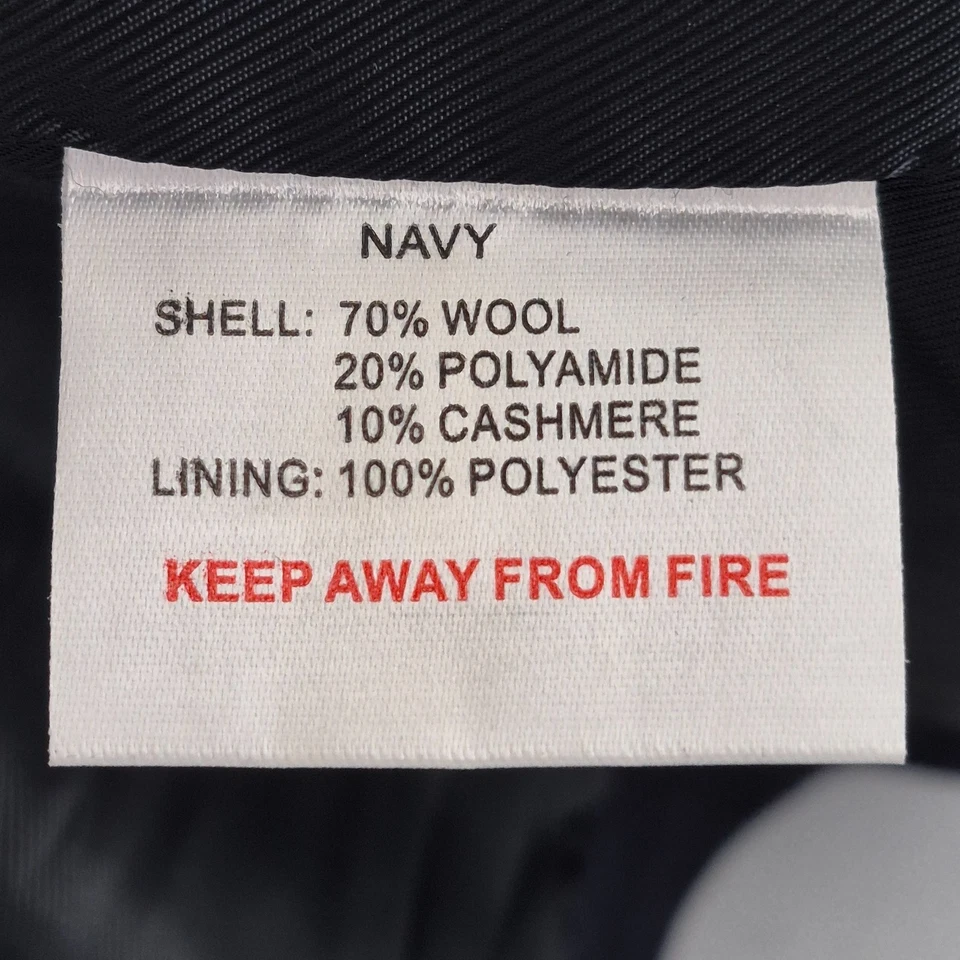 NAVY
SHELL: 70% WOOL
20% POLYAMIDE
10% CASHMERE
LINING: 100% POLYESTER
KEEP AWAY FROM FIRE